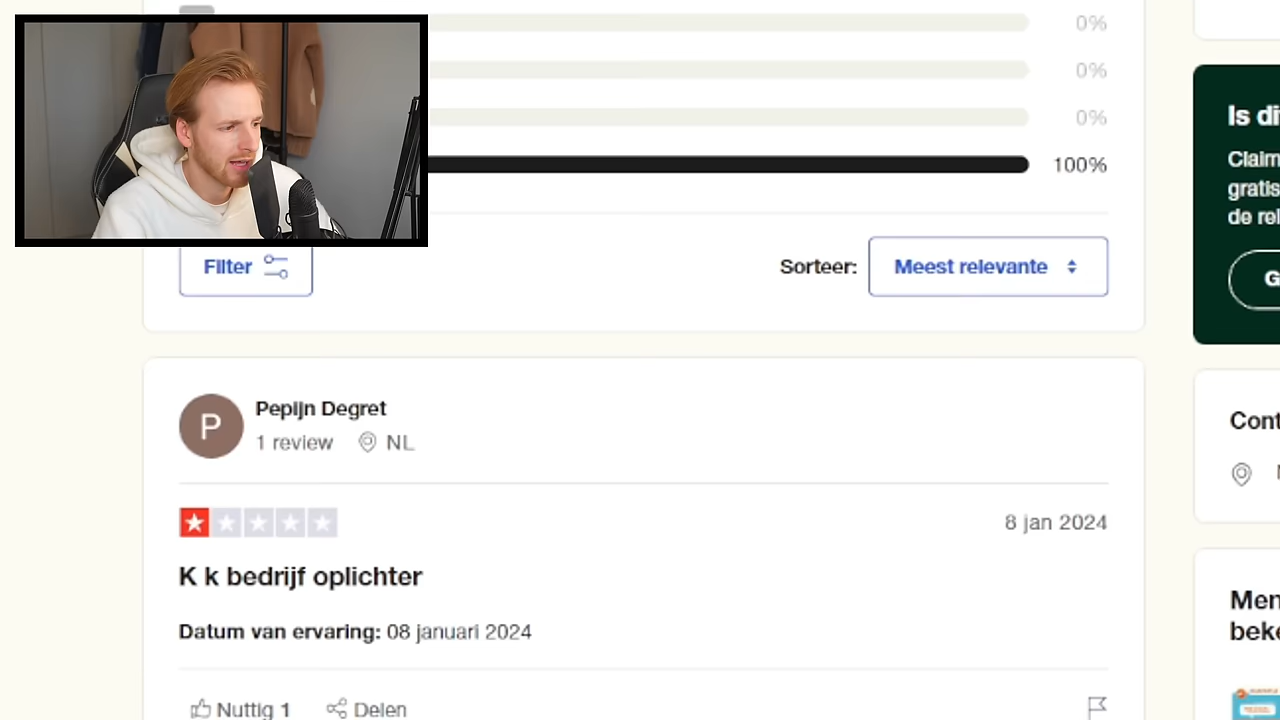 0%
0%
0%
100%
Filter
Sorteer:
Meest relevante
P
Pepijn Degret
1 review
NL
8 jan 2024
K k bedrijf oplichter
Datum van ervaring: 08 januari 2024
Nuttig 1
Delen
Is di
Claim
gratis
de rel
G
Cont
Men
beke